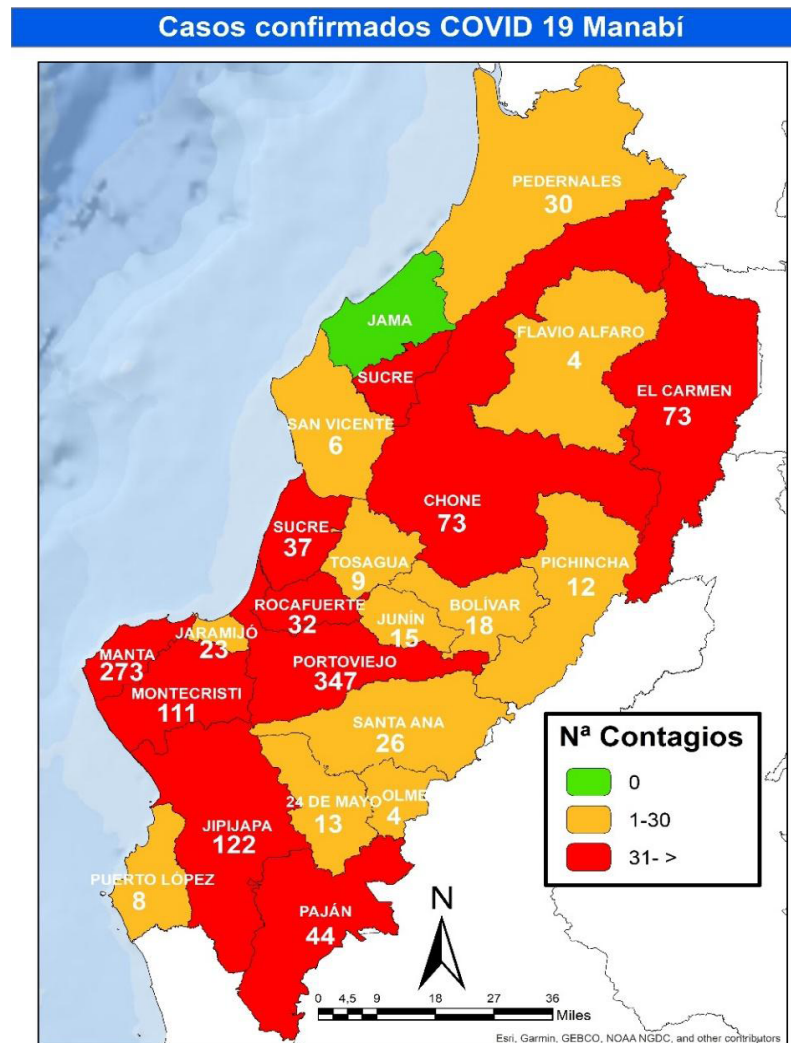 Casos confirmados COVID 19 Manabí
PEDERNALES
30
JAMA
FLAVIO ALFARO
4
SUCRE
EL CARMEN
73
SAN VICENTE
6
CHONE
73
SUCRE
37
TOSAGUA
9
PICHINCHA
12
ROCAFUERTE
32
JUNÍN
15
BOLÍVAR
18
JARAMIJÓ
23
MANTA
273
PORTOVIEJO
347
MONTECRISTI
111
SANTA ANA
26
24 DE MAYO
13
OLME
4
JIPIJAPA
122
PUERTO LÓPEZ
8
PAJÁN
44
Nª Contagios
0
1-30
31- >
N
0 4,5 9 18 27 36
Miles
Esri, Garmin, GEBCO, NOAA NGDC, and other contributors